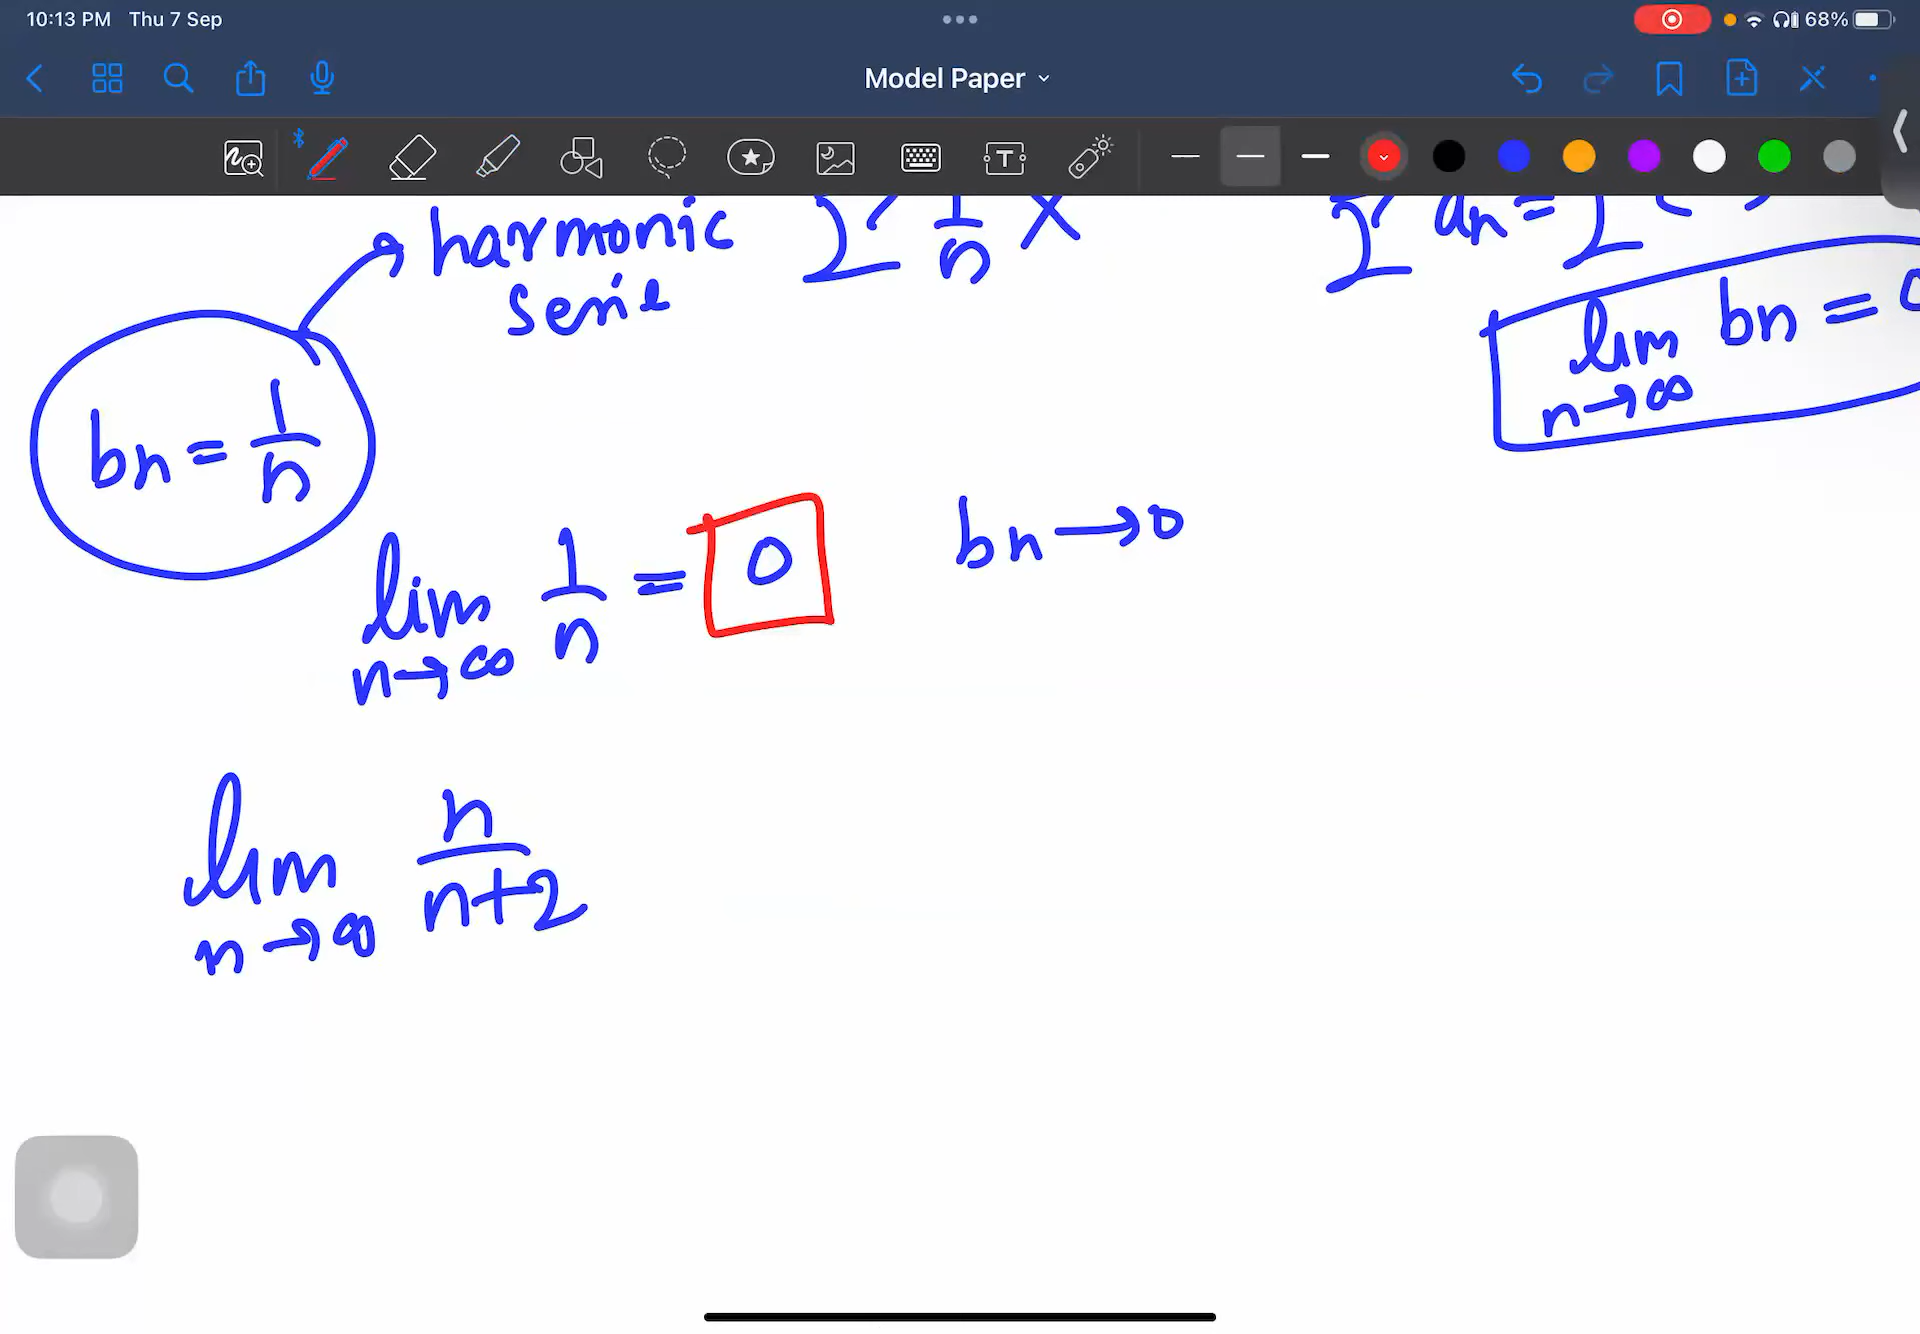 10:13 PM Thu 7 Sep
68%
Model Paper
harmonic ∑ 1/n X
serie
∑ an = ∑
lim bn = 0
n→∞
bn = 1/n
lim 1/n = 0
n→∞
bn → 0
lim n/n+2
n→∞